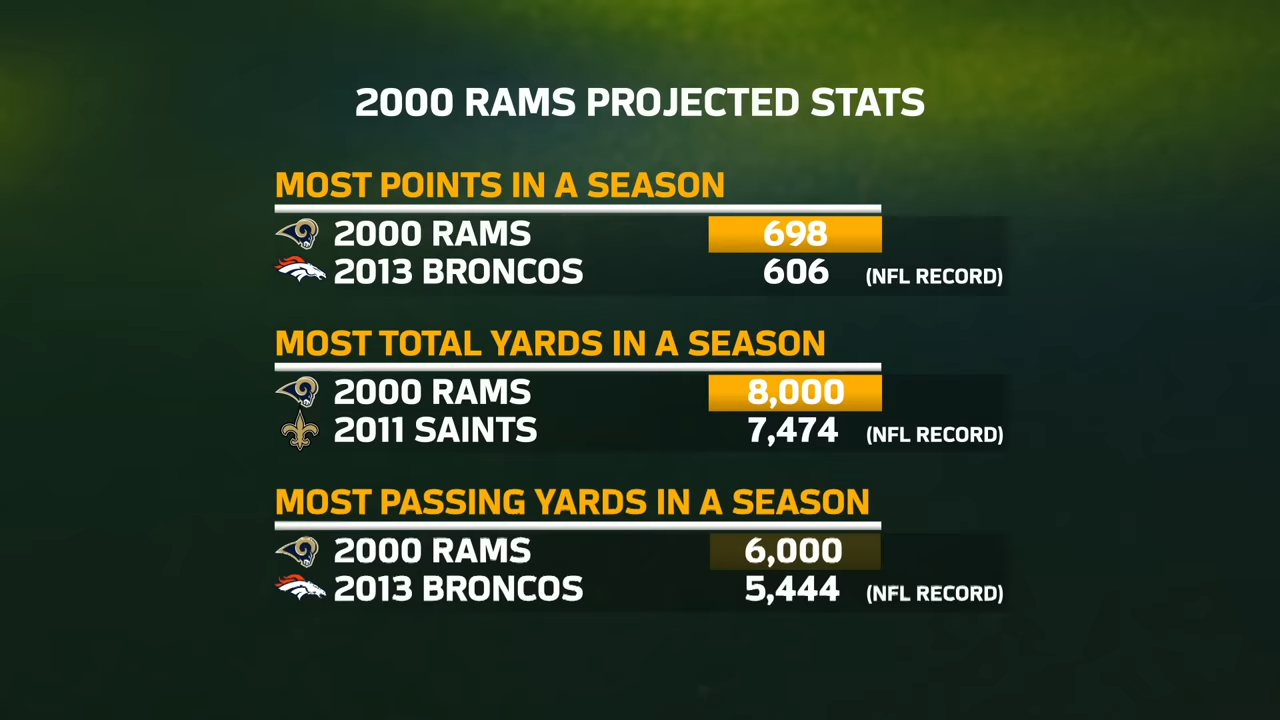 2000 RAMS PROJECTED STATS
MOST POINTS IN A SEASON
2000 RAMS 698
2013 BRONCOS 606 (NFL RECORD)
MOST TOTAL YARDS IN A SEASON
2000 RAMS 8,000
2011 SAINTS 7,474 (NFL RECORD)
MOST PASSING YARDS IN A SEASON
2000 RAMS 6,000
2013 BRONCOS 5,444 (NFL RECORD)